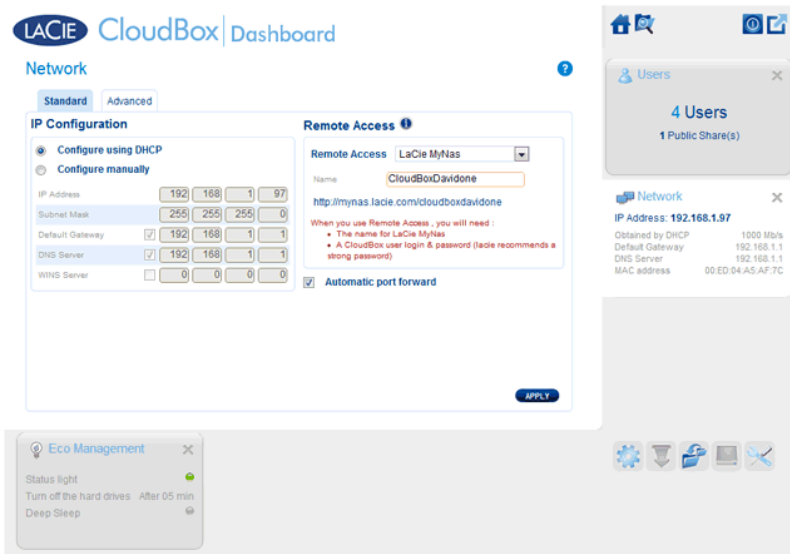 LACIE CloudBox | Dashboard
Network
Standard Advanced
IP Configuration
Configure using DHCP
Configure manually
IP Address 192 168 1 97
Subnet Mask 255 255 255 0
Default Gateway 192 168 1 1
DNS Server 192 168 1 1
WINS Server 0 0 0 0
Remote Access
Remote Access LaCie MyNas
Name CloudBoxDavidone
http://mynas.lacie.com/cloudboxdavidone
When you use Remote Access , you will need :
• The name for LaCie MyNas
• A CloudBox user login & password (lacie recommends a
strong password)
Automatic port forward
APPLY
Users
4 Users
1 Public Share(s)
Network
IP Address: 192.168.1.97
Obtained by DHCP 1000 Mb/s
Default Gateway 192.168.1.1
DNS Server 192.168.1.1
MAC address 00:ED:04:A5:AF:7C
Eco Management
Status light
Turn off the hard drives After 05 min
Deep Sleep